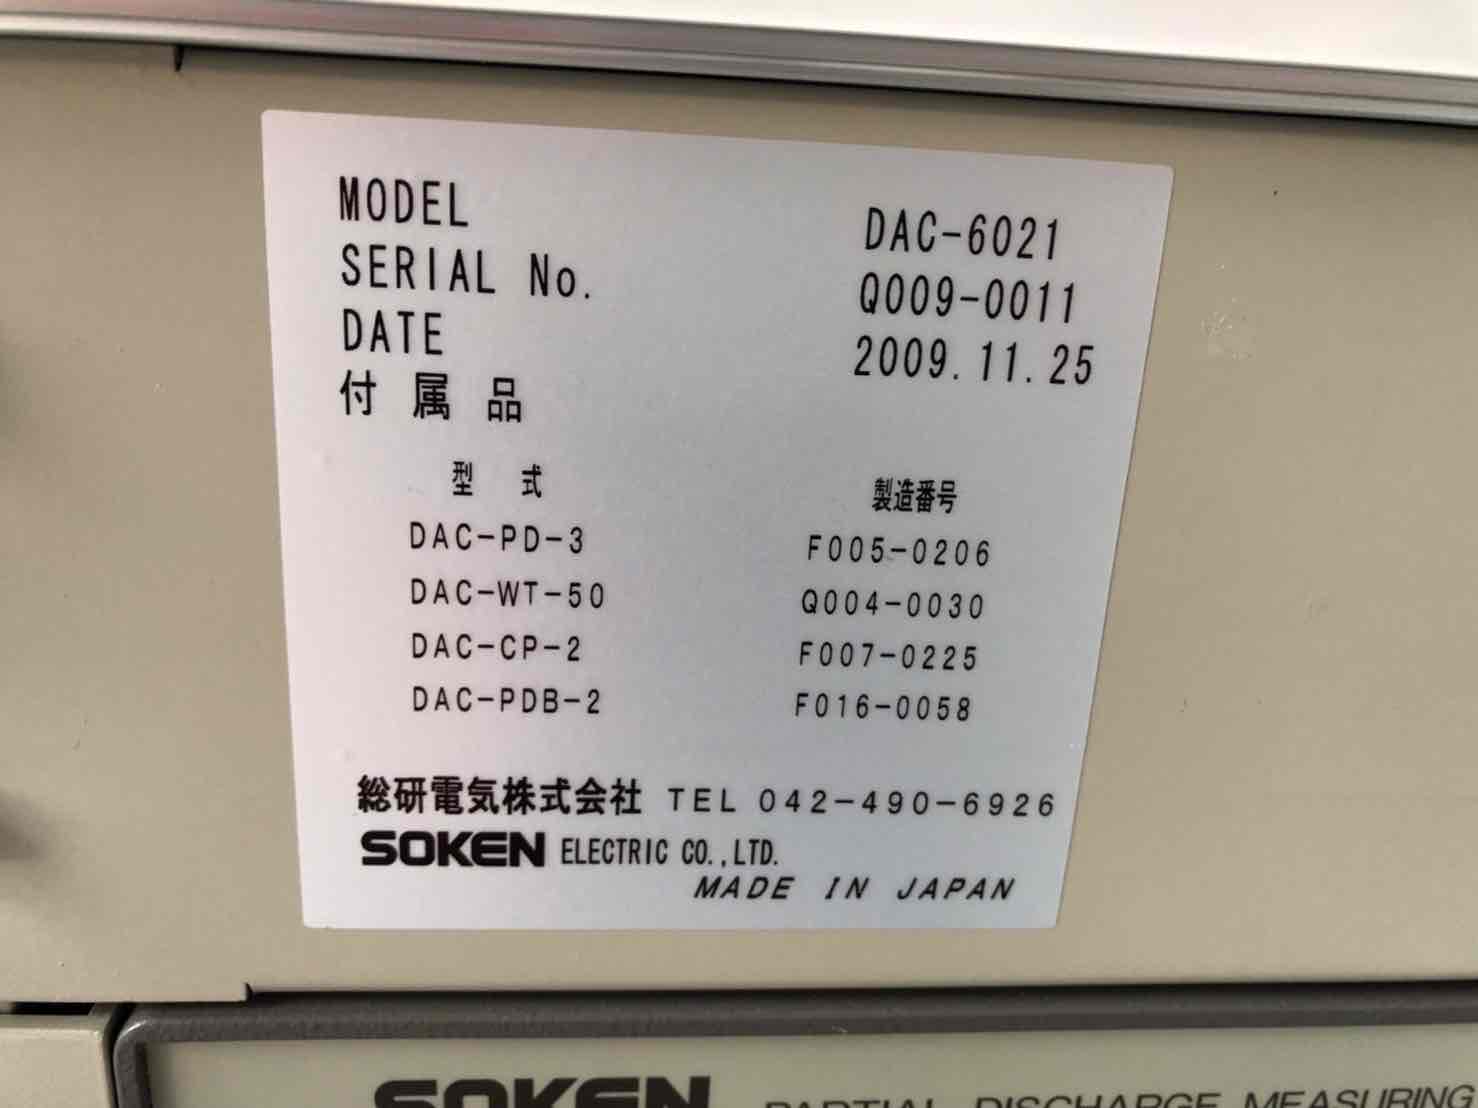 MODEL DAC-6021
SERIAL No. Q009-0011
DATE 2009.11.25
付属品
型式 製造番号
DAC-PD-3 F005-0206
DAC-WT-50 Q004-0030
DAC-CP-2 F007-0225
DAC-PDB-2 F016-0058
総研電気株式会社 TEL 042-490-6926
SOKEN ELECTRIC CO.,LTD.
MADE IN JAPAN
SOKEN PARTIAL DISCHARGE MEASURING